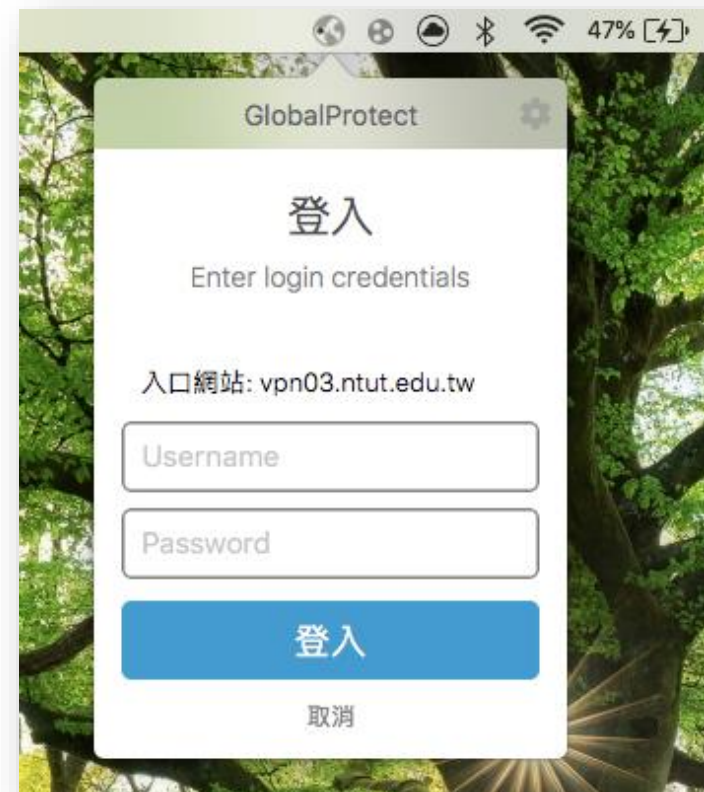 47%
GlobalProtect
登入
Enter login credentials
入口網站: vpn03.ntut.edu.tw
Username
Password
登入
取消